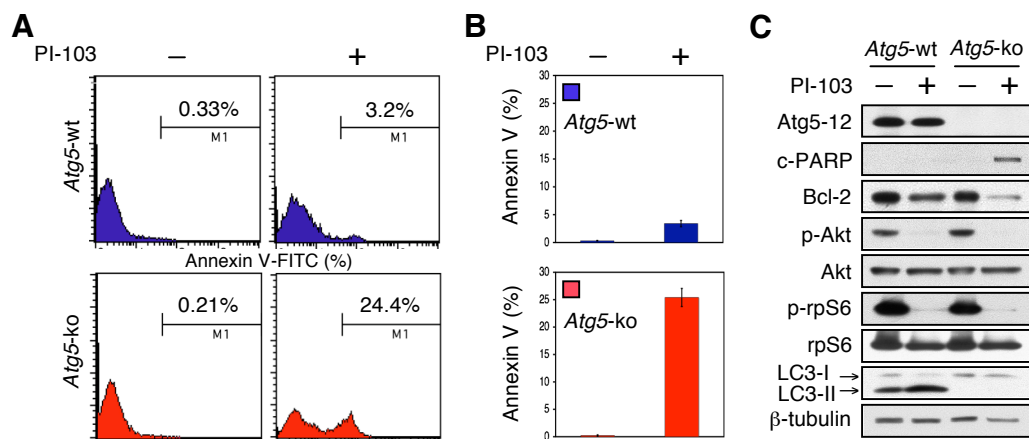 A
PI-103 – +
Atg5-wt
0.33%
M1
3.2%
M1
Annexin V-FITC (%)
Atg5-ko
0.21%
M1
24.4%
M1
B
PI-103 – +
Annexin V (%)
30
25
20
15
10
5
0
Atg5-wt
Annexin V (%)
30
25
20
15
10
5
0
Atg5-ko
C
Atg5-wt Atg5-ko
PI-103 – + – +
Atg5-12
c-PARP
Bcl-2
p-Akt
Akt
p-rpS6
rpS6
LC3-I
LC3-II
β-tubulin